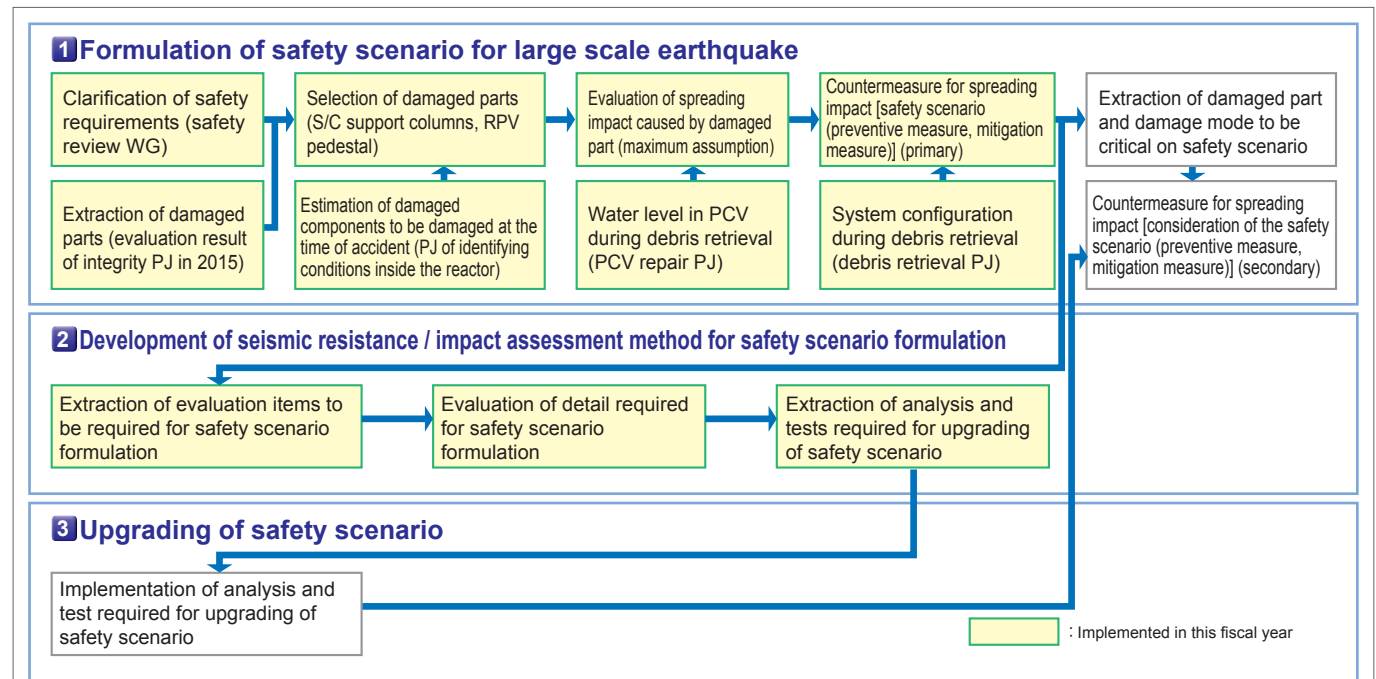 1 Formulation of safety scenario for large scale earthquake
Clarification of safety
requirements (safety
review WG)
Selection of damaged parts
(S/C support columns, RPV
pedestal)
Evaluation of spreading
impact caused by damaged
part (maximum assumption)
Countermeasure for spreading
impact [safety scenario
(preventive measure, mitigation
measure)] (primary)
Extraction of damaged part
and damage mode to be
critical on safety scenario
Extraction of damaged
parts (evaluation result
of integrity PJ in 2015)
Estimation of damaged
components to be damaged at the
time of accident (PJ of identifying
conditions inside the reactor)
Water level in PCV
during debris retrieval
(PCV repair PJ)
System configuration
during debris retrieval
(debris retrieval PJ)
Countermeasure for spreading
impact [consideration of the safety
scenario (preventive measure,
mitigation measure)] (secondary)
2 Development of seismic resistance / impact assessment method for safety scenario formulation
Extraction of evaluation items to
be required for safety scenario
formulation
Evaluation of detail required
for safety scenario
formulation
Extraction of analysis and
tests required for upgrading
of safety scenario
3 Upgrading of safety scenario
Implementation of analysis and
test required for upgrading of
safety scenario
: Implemented in this fiscal year